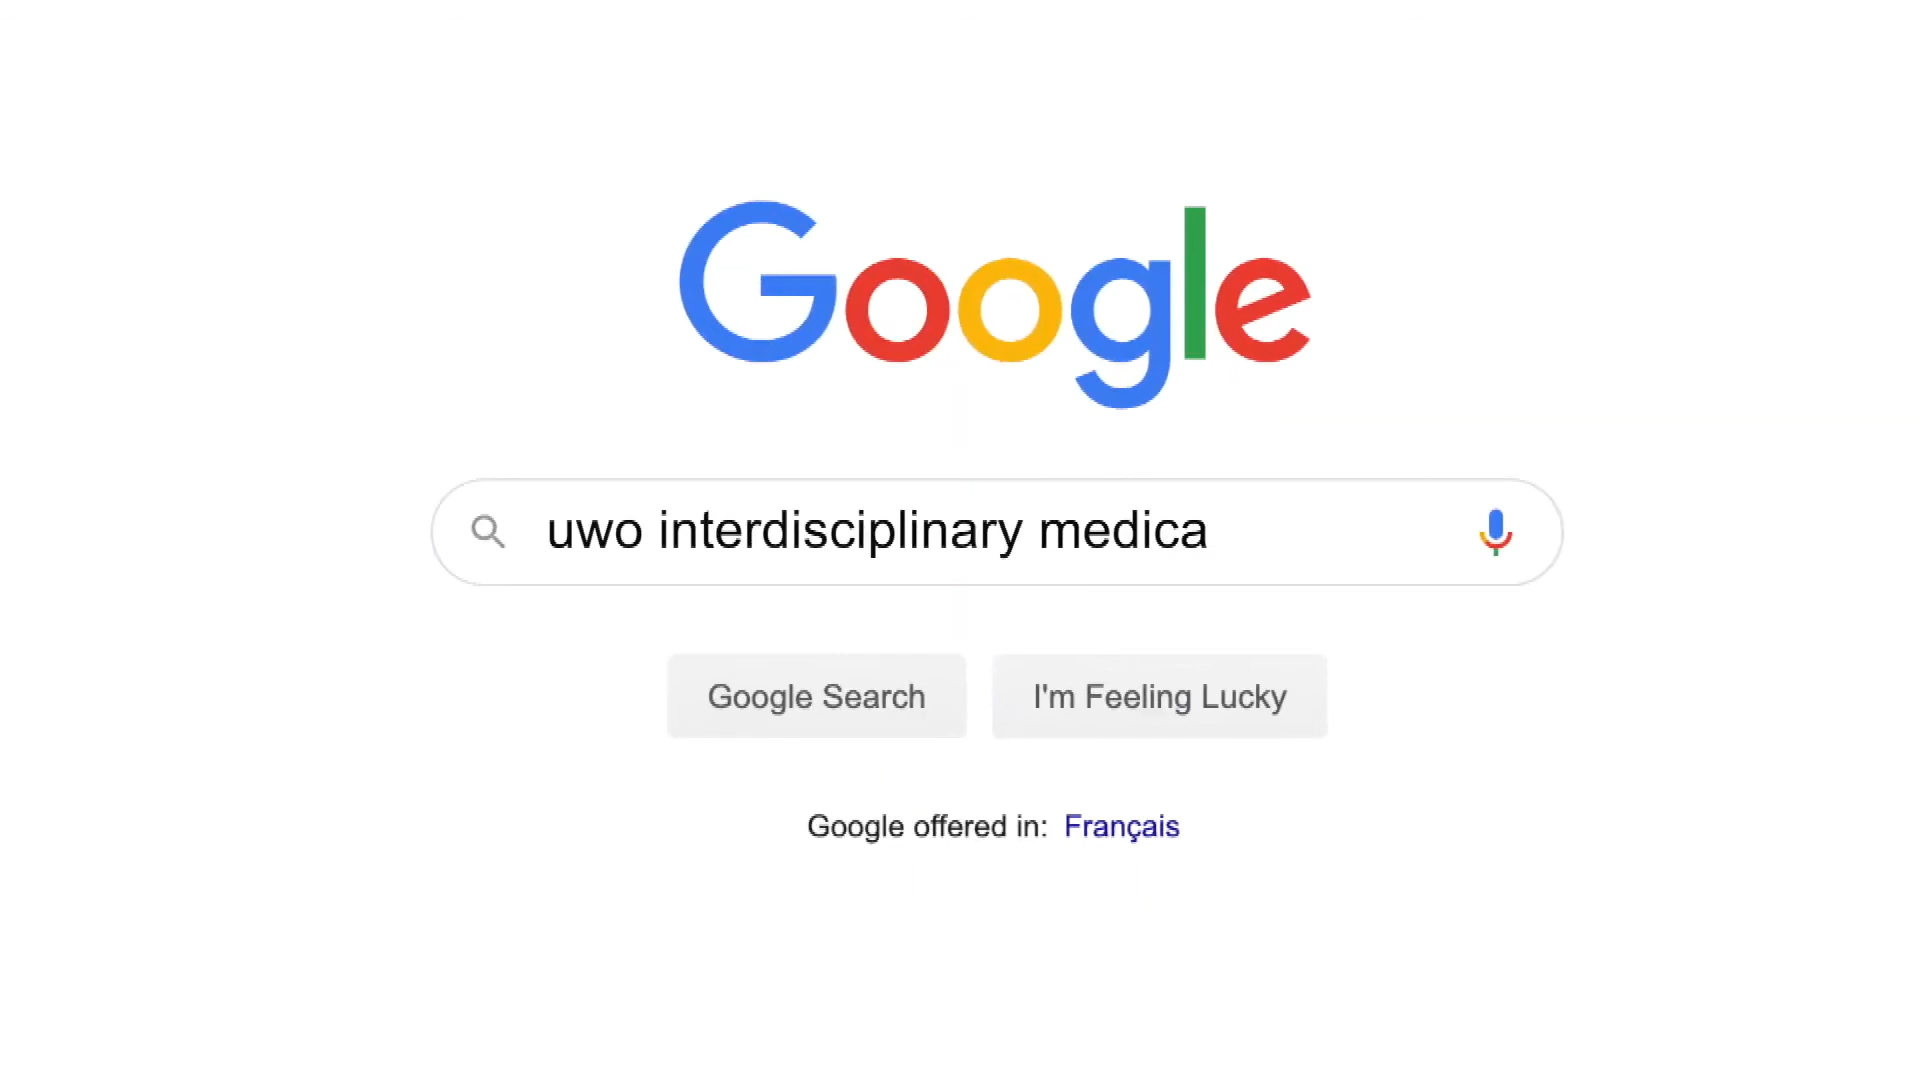 Google
uwo interdisciplinary medica
Google Search
I'm Feeling Lucky
Google offered in: Français